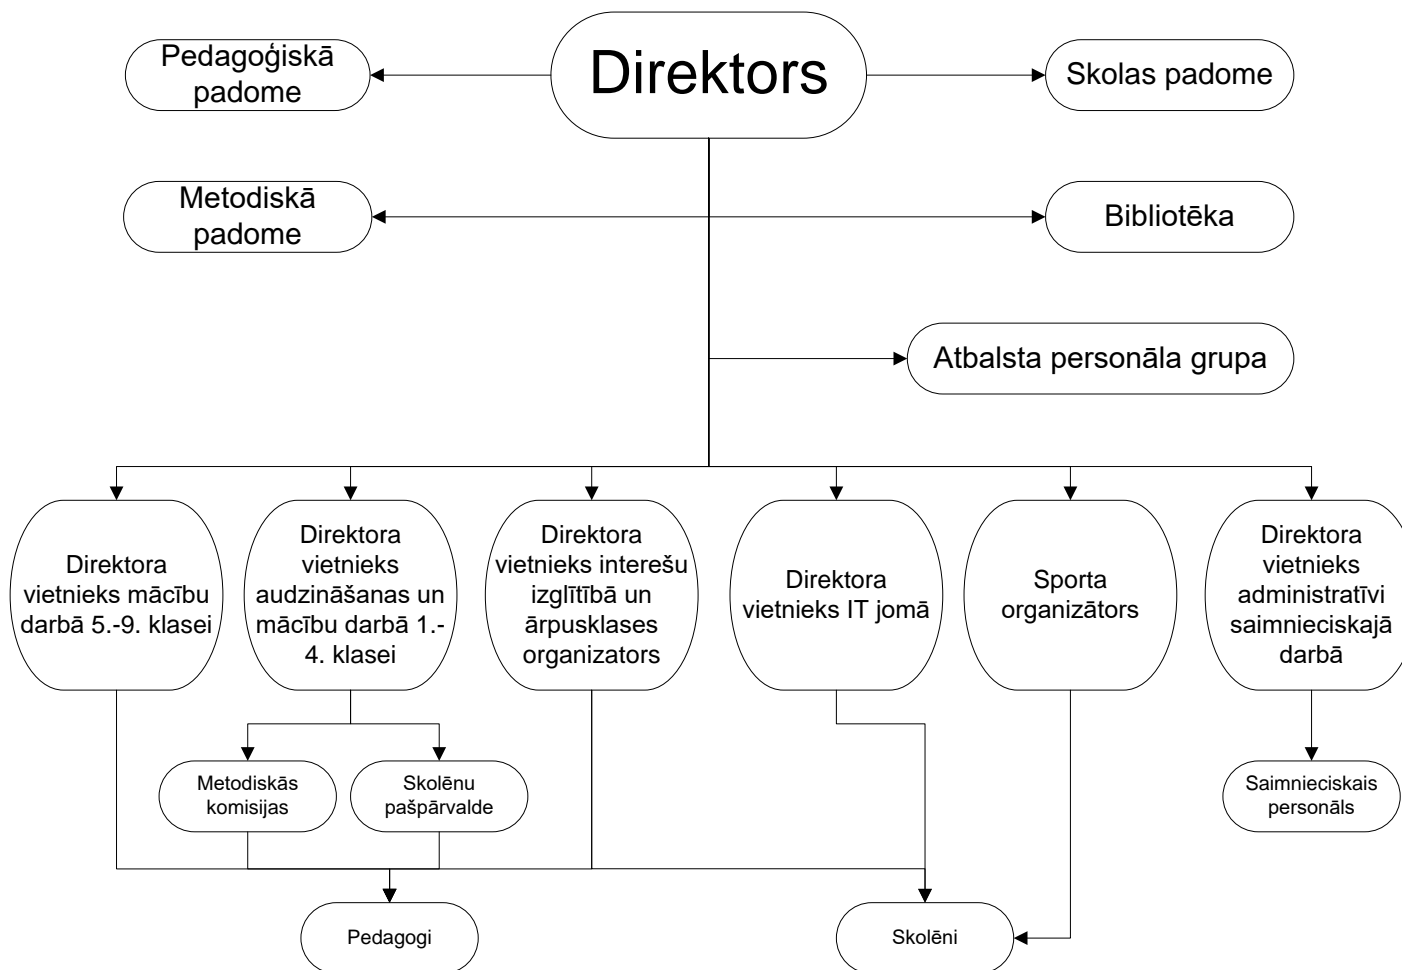 Pedagoģiskā
padome
Direktors
Skolas padome
Metodiskā
padome
Bibliotēka
Atbalsta personāla grupa
Direktora
vietnieks mācību
darbā 5.-9. klasei
Direktora
vietnieks
audzināšanas un
mācību darbā 1.-
4. klasei
Direktora
vietnieks interešu
izglītībā un
ārpusklases
organizators
Direktora
vietnieks IT jomā
Sporta
organizātors
Direktora
vietnieks
administratīvi
saimnieciskajā
darbā
Metodiskās
komisijas
Skolēnu
pašpārvalde
Saimnieciskais
personāls
Pedagogi
Skolēni